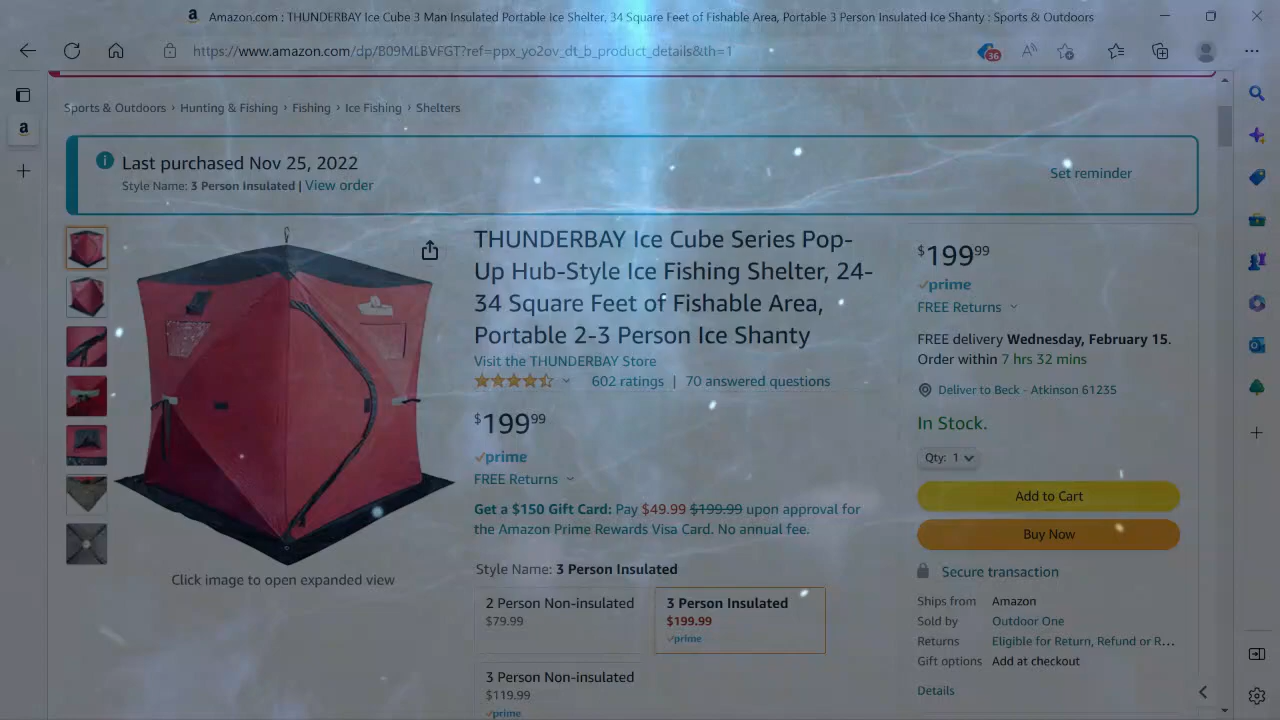 Amazon.com : THUNDERBAY Ice Cube 3 Man Insulated Portable Ice Shelter, 34 Square Feet of Fishable Area, Portable 3 Person Insulated Ice Shanty : Sports & Outdoors
https://www.amazon.com/dp/B09MLBVFGT?ref=ppx_yo2ov_dt_b_product_details&th=1
36
Sports & Outdoors › Hunting & Fishing › Fishing › Ice Fishing › Shelters
Last purchased Nov 25, 2022
Style Name: 3 Person Insulated | View order
Set reminder
THUNDERBAY Ice Cube Series Pop-
Up Hub-Style Ice Fishing Shelter, 24-
34 Square Feet of Fishable Area,
Portable 2-3 Person Ice Shanty
Visit the THUNDERBAY Store
602 ratings | 70 answered questions
$19999
prime
FREE Returns
Get a $150 Gift Card: Pay $49.99 $199.99 upon approval for
the Amazon Prime Rewards Visa Card. No annual fee.
Click image to open expanded view
Style Name: 3 Person Insulated
2 Person Non-insulated
$79.99
3 Person Insulated
$199.99
prime
3 Person Non-insulated
$119.99
prime
$19999
prime
FREE Returns
FREE delivery Wednesday, February 15.
Order within 7 hrs 32 mins
Deliver to Beck - Atkinson 61235
In Stock.
Qty: 1
Add to Cart
Buy Now
Secure transaction
Ships from Amazon
Sold by Outdoor One
Returns Eligible for Return, Refund or R...
Gift options Add at checkout
Details